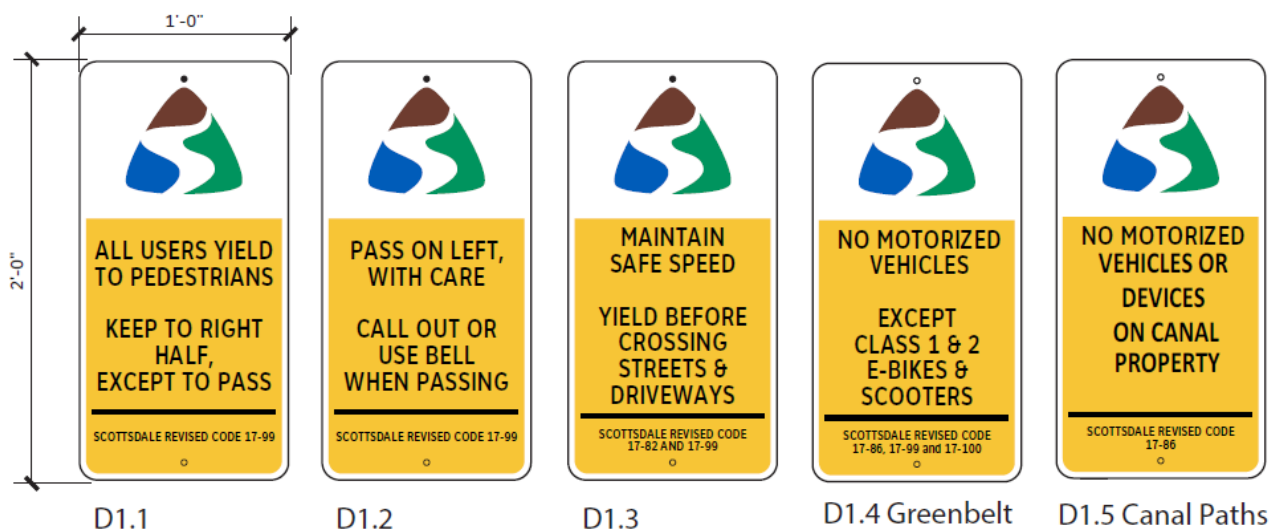 1'-0"
2'-0"
ALL USERS YIELD
TO PEDESTRIANS
KEEP TO RIGHT
HALF,
EXCEPT TO PASS
SCOTTSDALE REVISED CODE 17-99
D1.1
PASS ON LEFT,
WITH CARE
CALL OUT OR
USE BELL
WHEN PASSING
SCOTTSDALE REVISED CODE 17-99
D1.2
MAINTAIN
SAFE SPEED
YIELD BEFORE
CROSSING
STREETS &
DRIVEWAYS
SCOTTSDALE REVISED CODE
17-82 AND 17-99
D1.3
NO MOTORIZED
VEHICLES
EXCEPT
CLASS 1 & 2
E-BIKES &
SCOOTERS
SCOTTSDALE REVISED CODE
17-86, 17-99 and 17-100
D1.4 Greenbelt
NO MOTORIZED
VEHICLES OR
DEVICES
ON CANAL
PROPERTY
SCOTTSDALE REVISED CODE
17-86
D1.5 Canal Paths